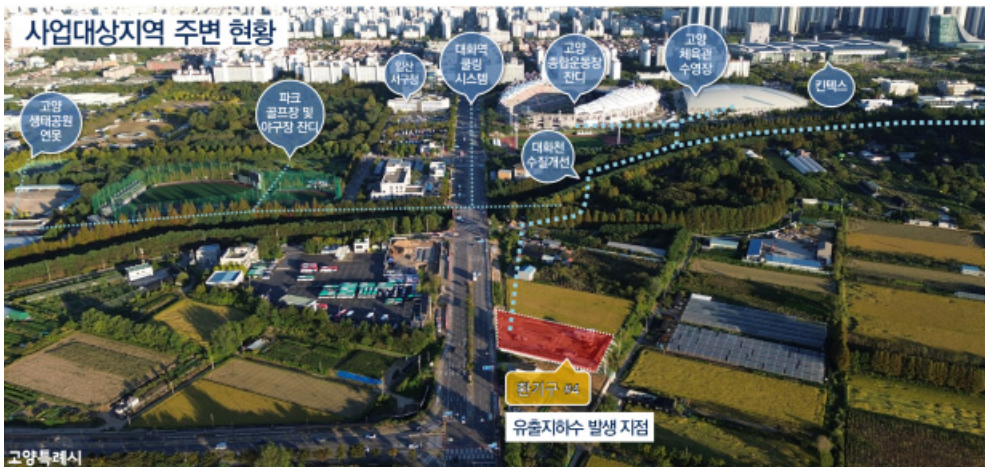 사업대상지역 주변 현황
고양
생태공원
연못
파크
골프장 및
야구장 잔디
일산
서구청
대화역
쿨링
시스템
고양
종합운동장
잔디
고양
체육관
수영장
킨텍스
대화천
수질개선
환기구 #4
유출지하수 발생 지점
고양특례시